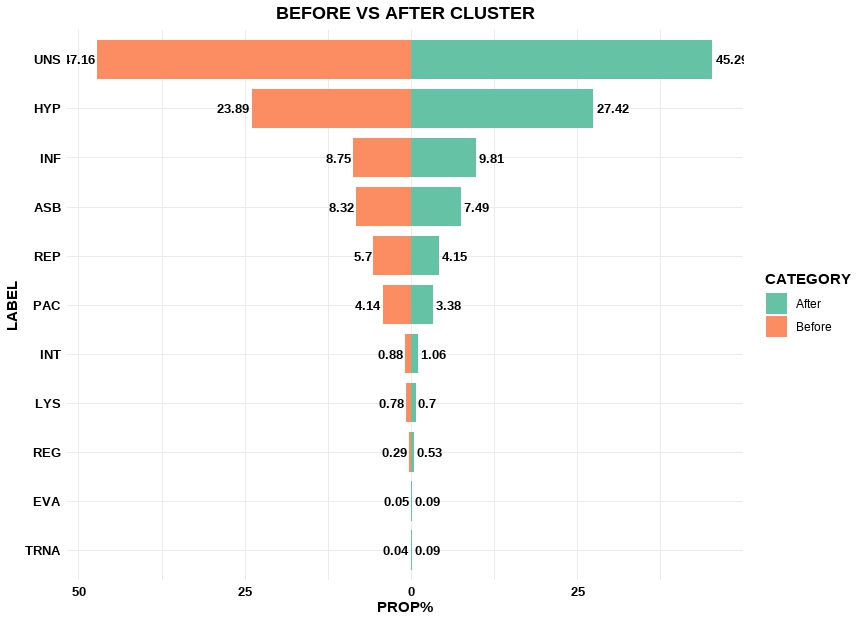 BEFORE VS AFTER CLUSTER
UNS 47.16 45.29
HYP 23.89 27.42
INF 8.75 9.81
ASB 8.32 7.49
REP 5.7 4.15
PAC 4.14 3.38
INT 0.88 1.06
LYS 0.78 0.7
REG 0.29 0.53
EVA 0.05 0.09
TRNA 0.04 0.09
50 25 0 25
PROP%
LABEL
CATEGORY
After
Before